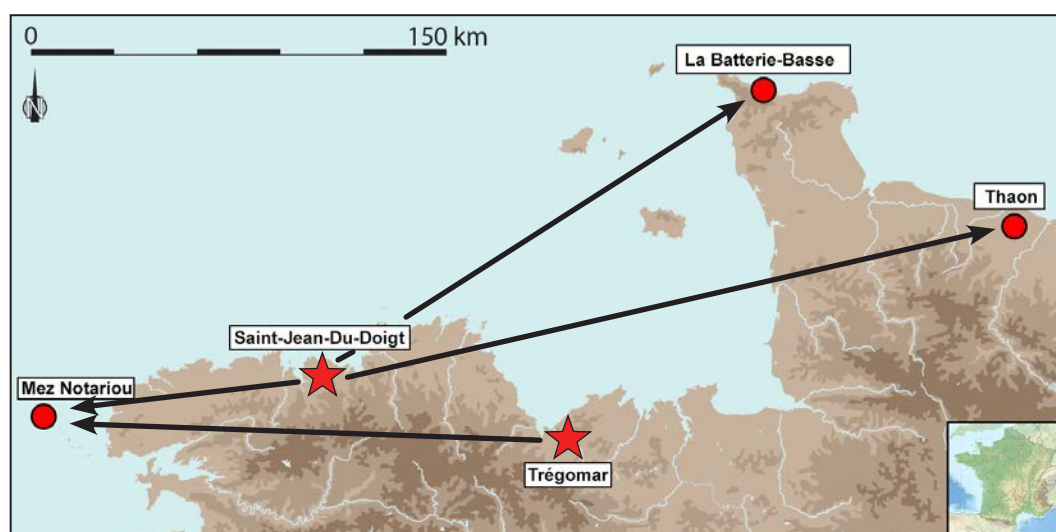 0 150 km
N
La Batterie-Basse
Thaon
Saint-Jean-Du-Doigt
Mez Notariou
Trégomar